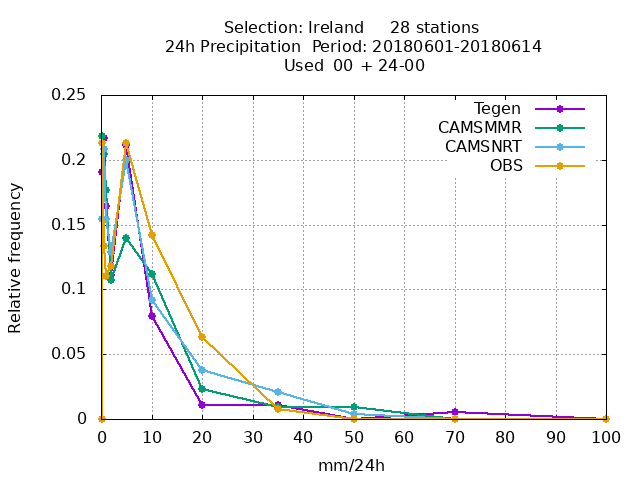 Selection: Ireland 28 stations
24h Precipitation Period: 20180601-20180614
Used 00 + 24-00
0.25
0.2
0.15
0.1
0.05
0
Relative frequency
Tegen
CAMSMMR
CAMSNRT
OBS
0 10 20 30 40 50 60 70 80 90 100
mm/24h